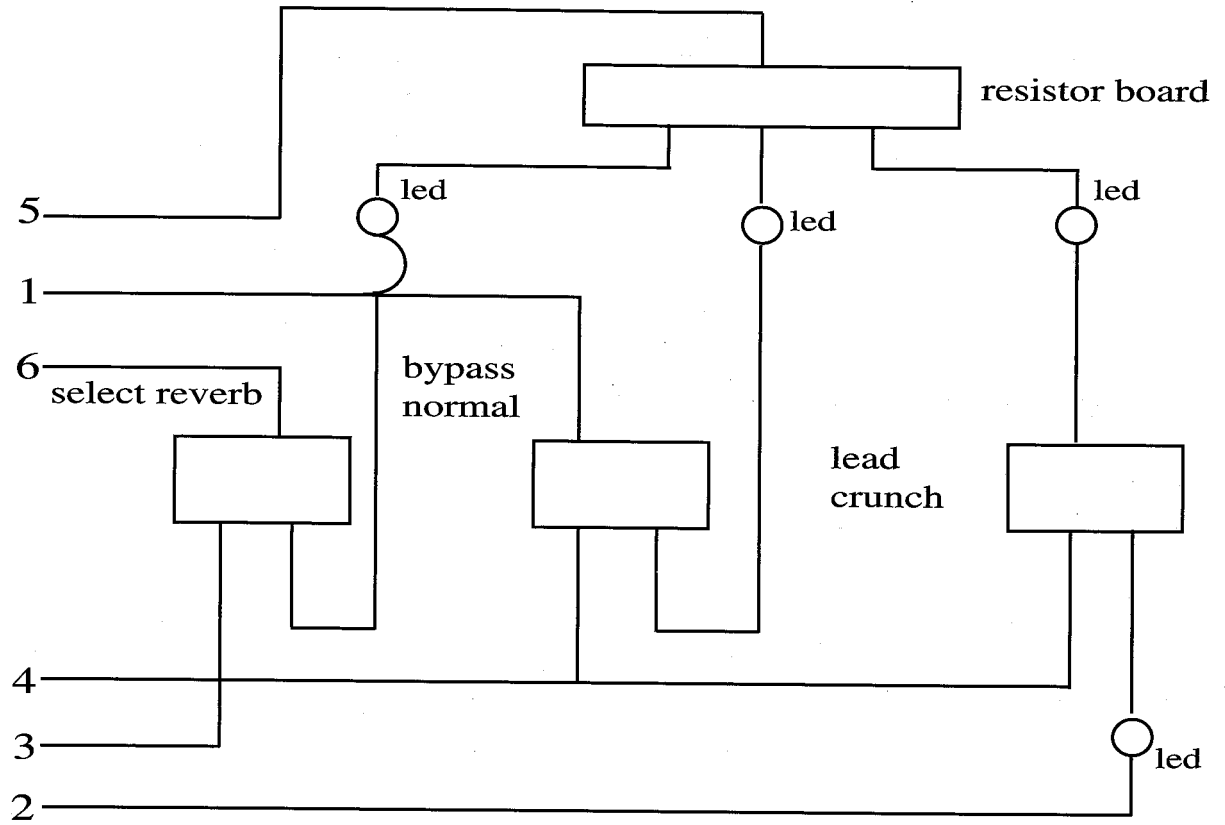 resistor board
led
led
led
5
1
6
select reverb
bypass
normal
lead
crunch
4
3
led
2